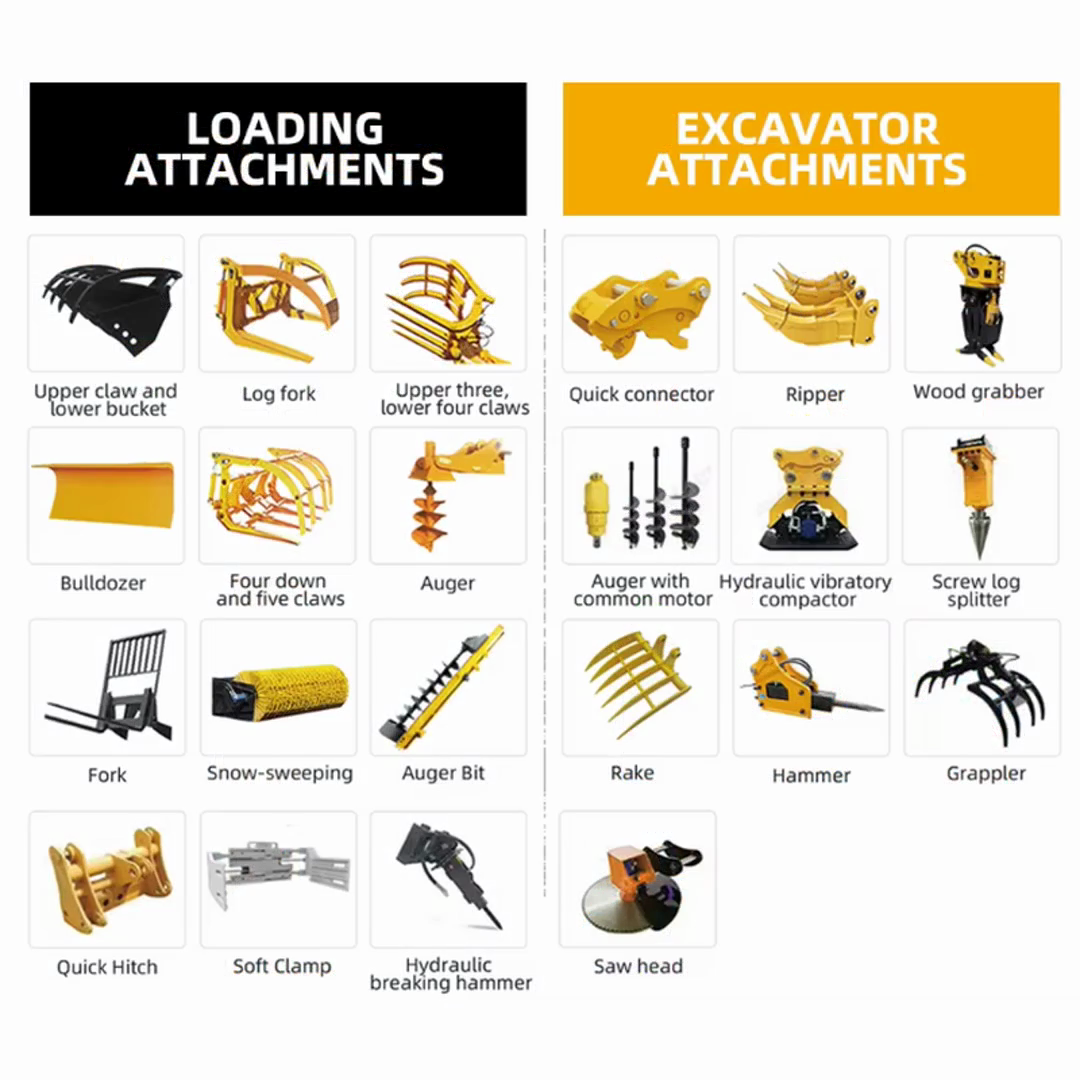 LOADING
ATTACHMENTS
Upper claw and
lower bucket
Log fork
Upper three,
lower four claws
Bulldozer
Four down
and five claws
Auger
Fork
Snow-sweeping
Auger Bit
Quick Hitch
Soft Clamp
Hydraulic
breaking hammer
EXCAVATOR
ATTACHMENTS
Quick connector
Ripper
Wood grabber
Auger with
common motor
Hydraulic vibratory
compactor
Screw log
splitter
Rake
Hammer
Grappler
Saw head